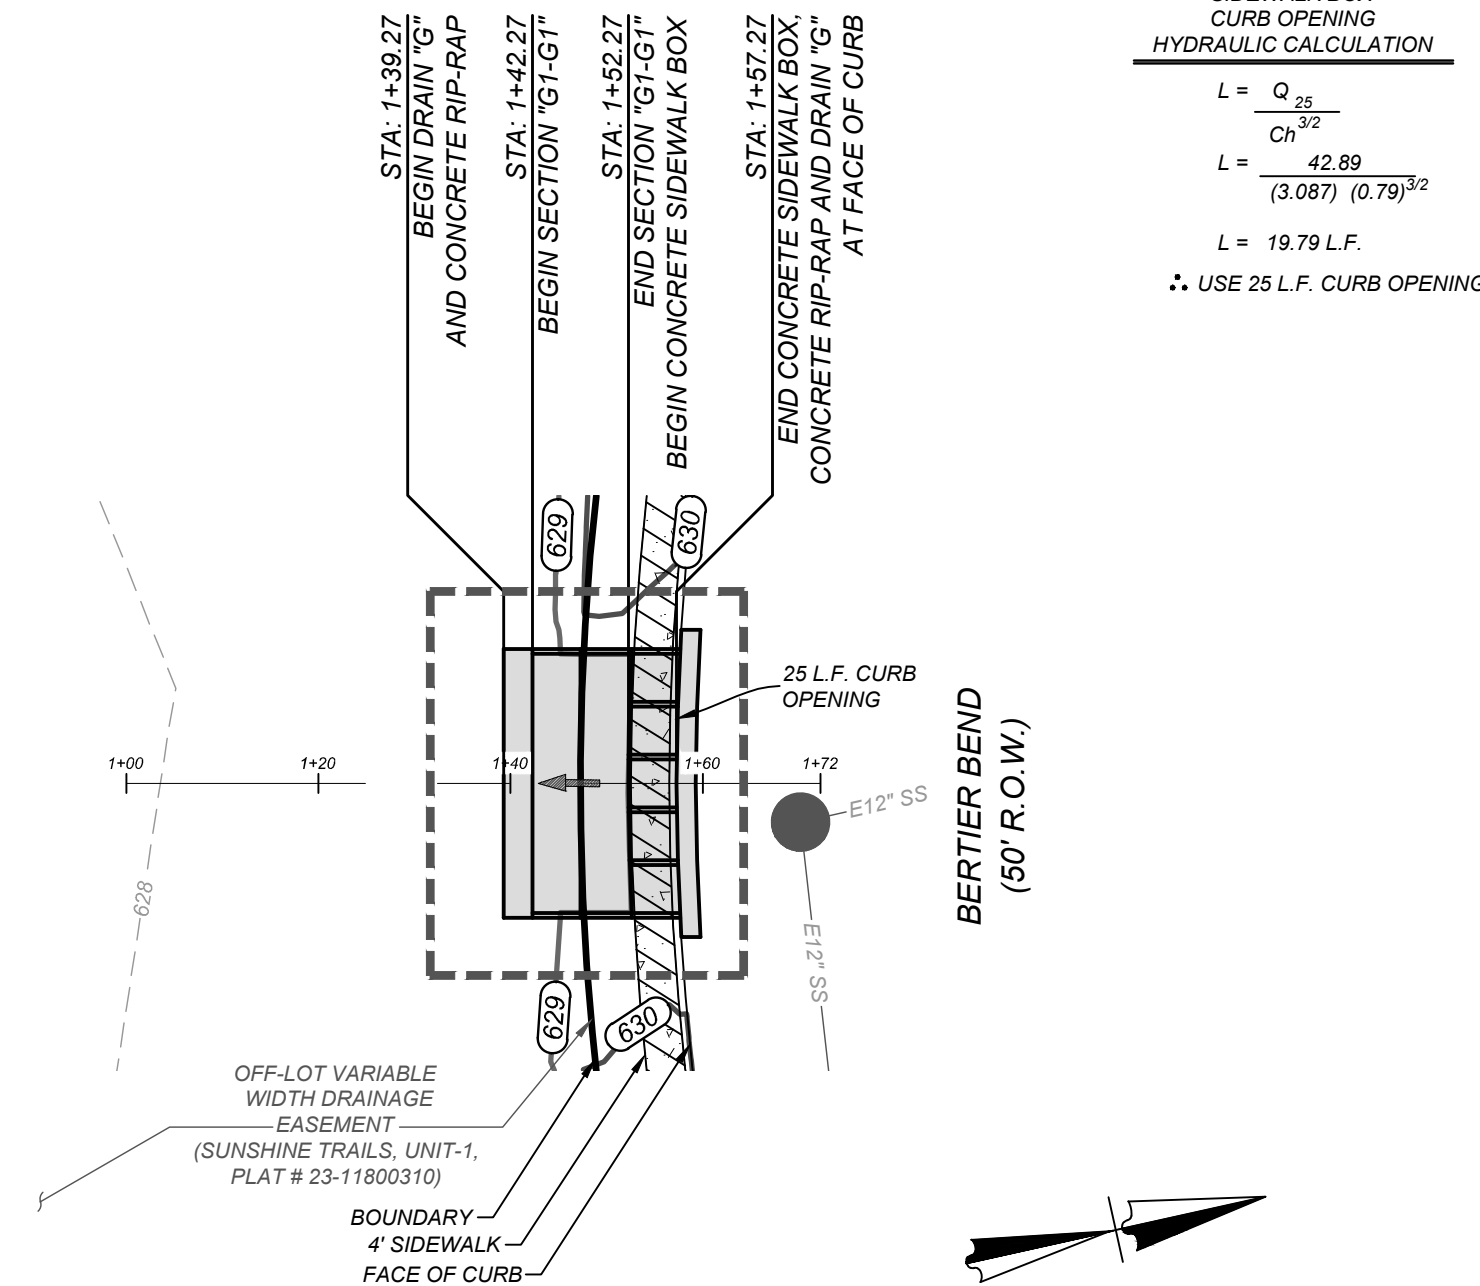 STA: 1+39.27
BEGIN DRAIN "G"
AND CONCRETE RIP-RAP
STA: 1+42.27
BEGIN SECTION "G1-G1"
STA: 1+52.27
END SECTION "G1-G1"
BEGIN CONCRETE SIDEWALK BOX
STA: 1+57.27
END CONCRETE SIDEWALK BOX,
CONCRETE RIP-RAP AND DRAIN "G"
AT FACE OF CURB
CURB OPENING
HYDRAULIC CALCULATION
L = Q 25
Ch 3/2
L = 42.89
(3.087) (0.79) 3/2
L = 19.79 L.F.
∴ USE 25 L.F. CURB OPENING
629
630
25 L.F. CURB
OPENING
1+00
1+20
1+40
1+60
1+72
E12" SS
E12" SS
BERTIER BEND
(50' R.O.W.)
628
629
630
OFF-LOT VARIABLE
WIDTH DRAINAGE
EASEMENT
(SUNSHINE TRAILS, UNIT-1,
PLAT # 23-11800310)
BOUNDARY
4' SIDEWALK
FACE OF CURB